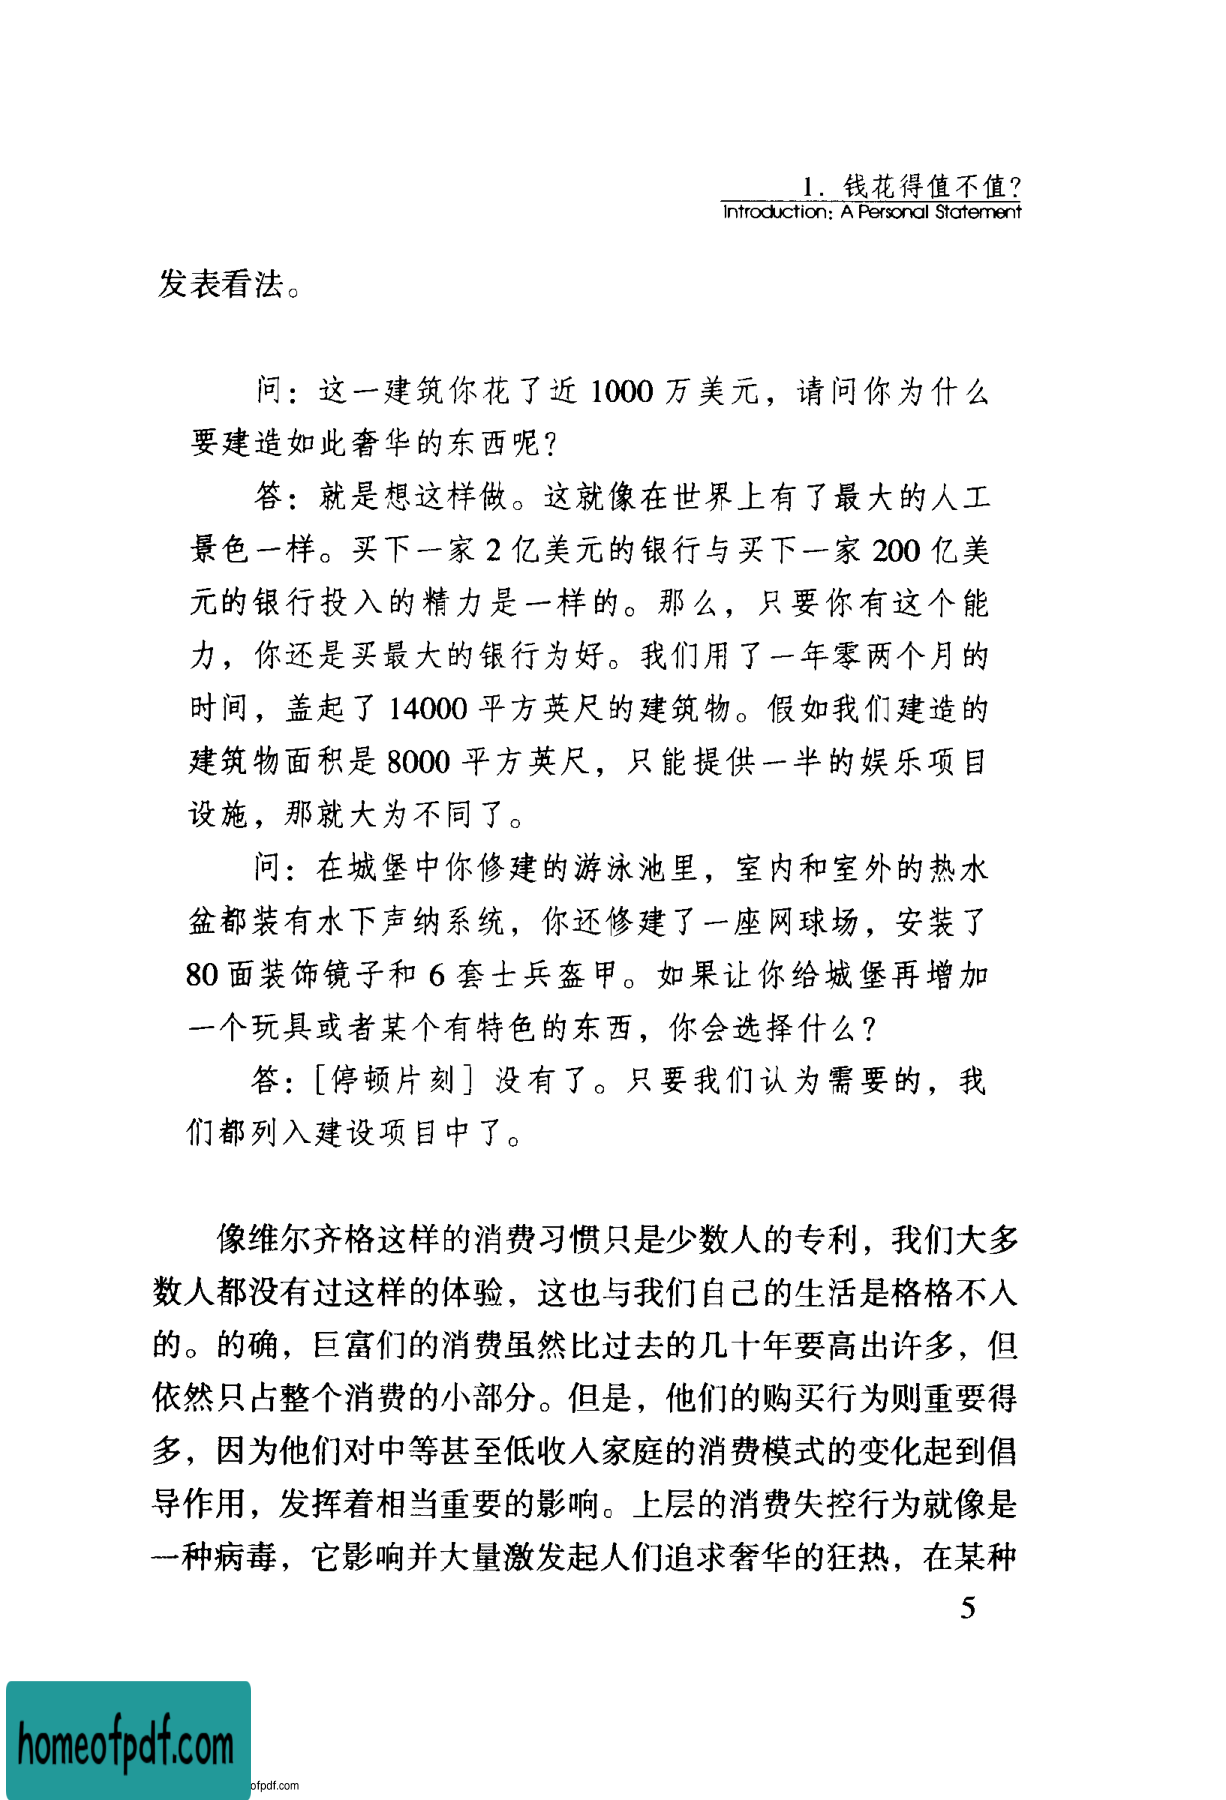 1. 钱花得值不值?
Introduction: A Personal Statement
发表看法。
问：这一建筑你花了近 1000 万美元，请问你为什么
要建造如此奢华的东西呢?
答：就是想这样做。这就像在世界上有了最大的人工
景色一样。买下一家 2 亿美元的银行与买下一家 200 亿美
元的银行投入的精力是一样的。那么，只要你有这个能
力，你还是买最大的银行为好。我们用了一年零两个月的
时间，盖起了 14000 平方英尺的建筑物。假如我们建造的
建筑物面积是 8000 平方英尺，只能提供一半的娱乐项目
设施，那就大为不同了。
问：在城堡中你修建的游泳池里，室内和室外的热水
盆都装有水下声纳系统，你还修建了一座网球场，安装了
80 面装饰镜子和 6 套士兵盔甲。如果让你给城堡再增加
一个玩具或者某个有特色的东西，你会选择什么?
答：[停顿片刻] 没有了。只要我们认为需要的，我
们都列入建设项目中了。
像维尔齐格这样的消费习惯只是少数人的专利，我们大多
数人都没有过这样的体验，这也与我们自己的生活是格格不入
的。的确，巨富们的消费虽然比过去的几十年要高出许多，但
依然只占整个消费的小部分。但是，他们的购买行为则重要得
多，因为他们对中等甚至低收入家庭的消费模式的变化起到倡
导作用，发挥着相当重要的影响。上层的消费失控行为就像是
一种病毒，它影响并大量激发起人们追求奢华的狂热，在某种
5
homeofpdf.com
ofpdf.com